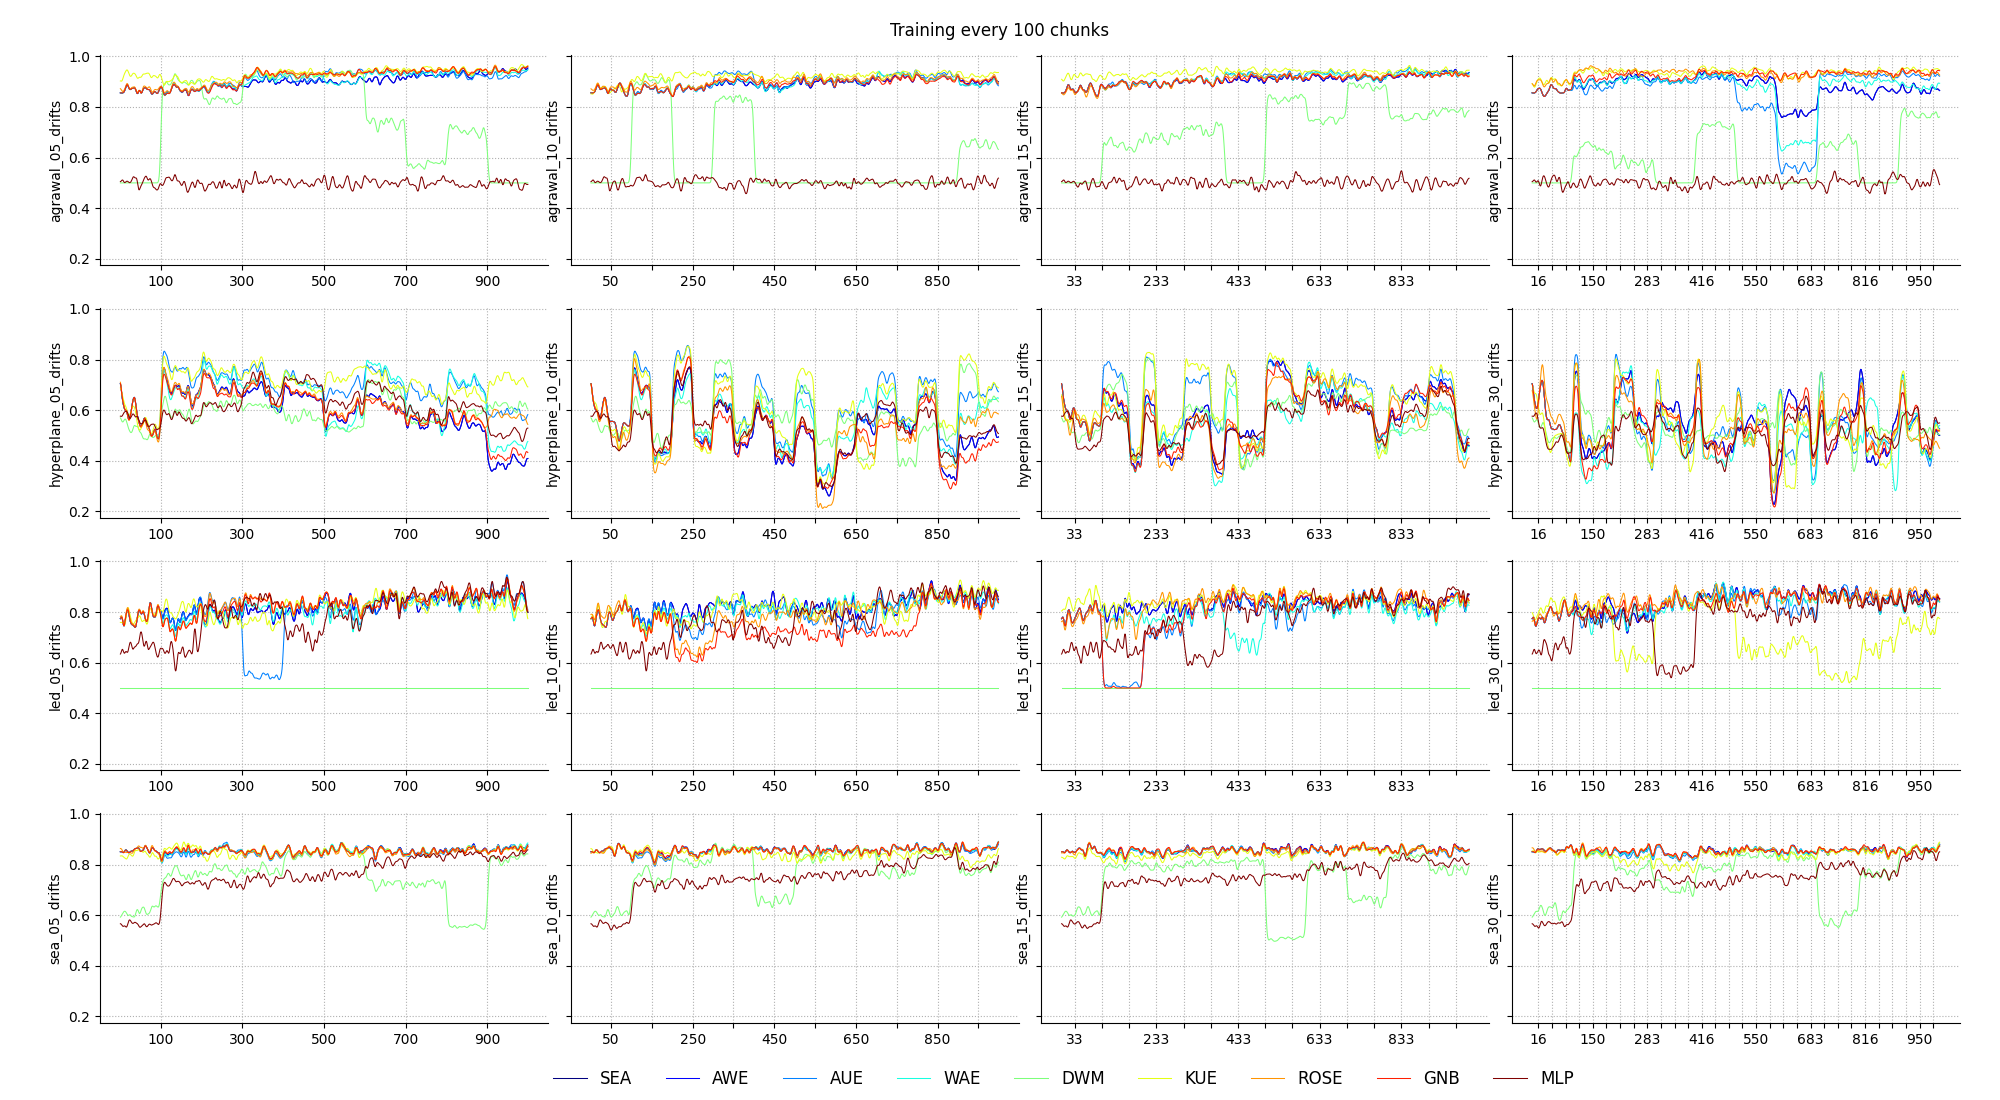 Training every 100 chunks
1.0
0.8
0.6
0.4
0.2
agrawal_05_drifts
100 300 500 700 900
agrawal_10_drifts
50 250 450 650 850
agrawal_15_drifts
33 233 433 633 833
agrawal_30_drifts
16 150 283 416 550 683 816 950
1.0
0.8
0.6
0.4
0.2
hyperplane_05_drifts
100 300 500 700 900
hyperplane_10_drifts
50 250 450 650 850
hyperplane_15_drifts
33 233 433 633 833
hyperplane_30_drifts
16 150 283 416 550 683 816 950
1.0
0.8
0.6
0.4
0.2
led_05_drifts
100 300 500 700 900
led_10_drifts
50 250 450 650 850
led_15_drifts
33 233 433 633 833
led_30_drifts
16 150 283 416 550 683 816 950
1.0
0.8
0.6
0.4
0.2
sea_05_drifts
100 300 500 700 900
sea_10_drifts
50 250 450 650 850
sea_15_drifts
33 233 433 633 833
sea_30_drifts
16 150 283 416 550 683 816 950
SEA AWE AUE WAE DWM KUE ROSE GNB MLP